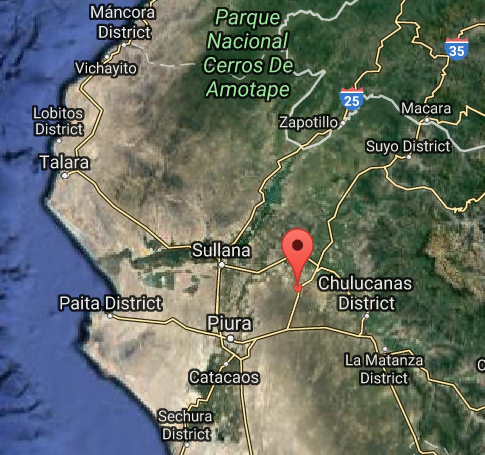 Máncora
District
Parque
Nacional
Cerros De
Amotape
35
Vichayito
25
Lobitos
District
Zapotillo
Macara
Suyo District
Talara
Sullana
Chulucanas
District
Paita District
Piura
La Matanza
District
Catacaos
Sechura
District
C